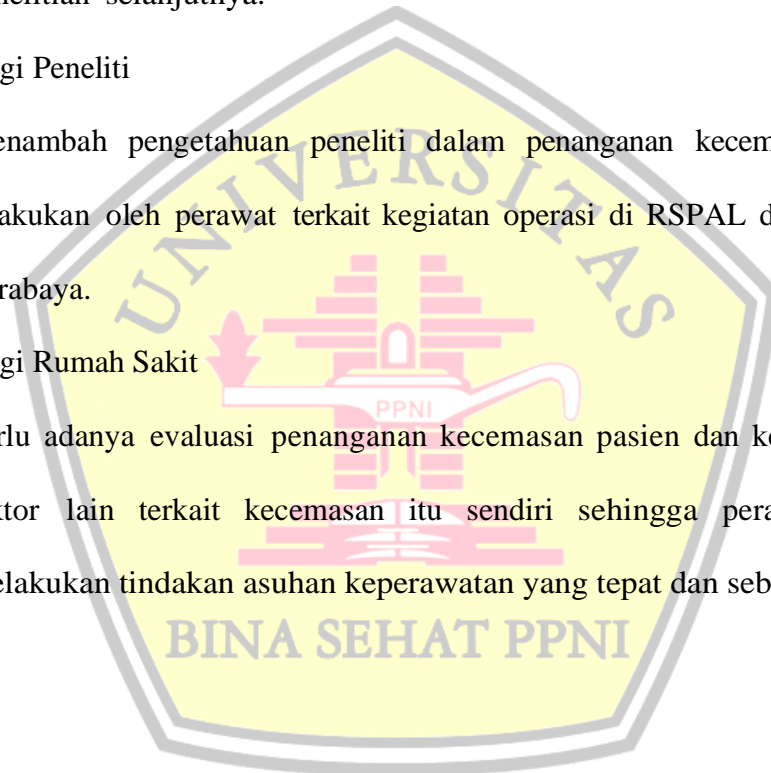 nelitian selanjutnya.
gi Peneliti
enambah pengetahuan peneliti dalam penanganan kecem
lakukan oleh perawat terkait kegiatan operasi di RSPAL d
rabaya.
gi Rumah Sakit
rlu adanya evaluasi penanganan kecemasan pasien dan ke
ktor lain terkait kecemasan itu sendiri sehingga pera
elakukan tindakan asuhan keperawatan yang tepat dan seb
UNIVERSITAS
PPNI
BINA SEHAT PPNI